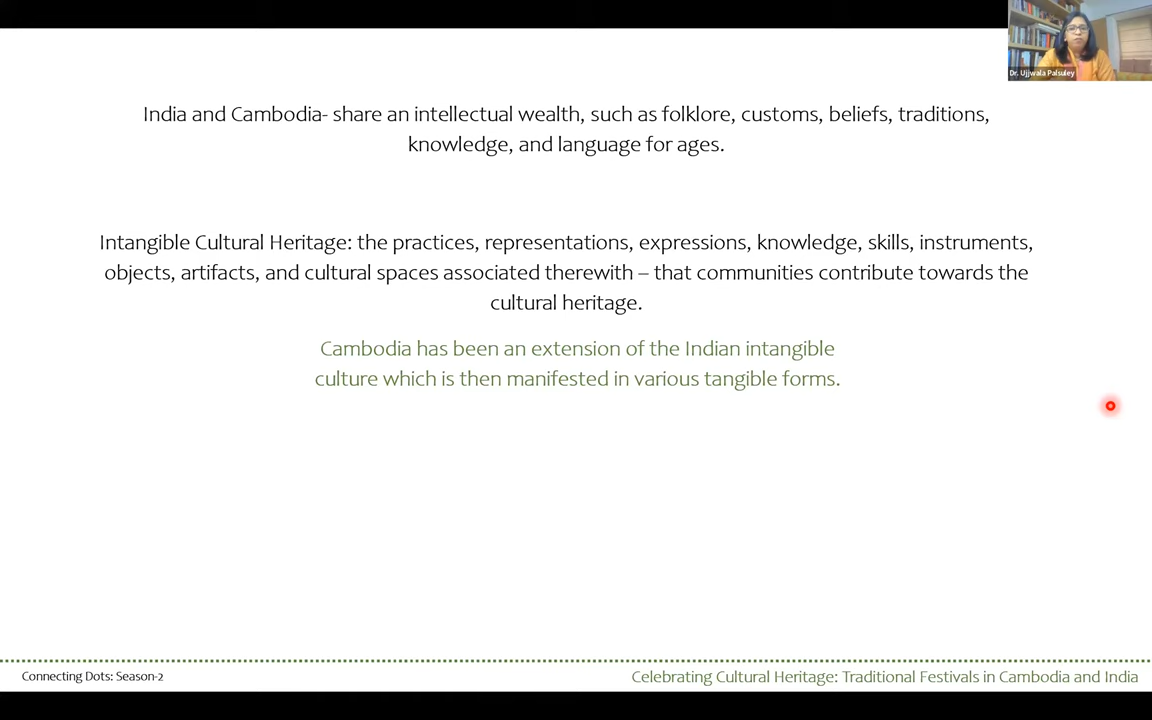 Dr. Ujjwala Palsuley
India and Cambodia- share an intellectual wealth, such as folklore, customs, beliefs, traditions,
knowledge, and language for ages.
Intangible Cultural Heritage: the practices, representations, expressions, knowledge, skills, instruments,
objects, artifacts, and cultural spaces associated therewith – that communities contribute towards the
cultural heritage.
Cambodia has been an extension of the Indian intangible
culture which is then manifested in various tangible forms.
Connecting Dots: Season-2
Celebrating Cultural Heritage: Traditional Festivals in Cambodia and India